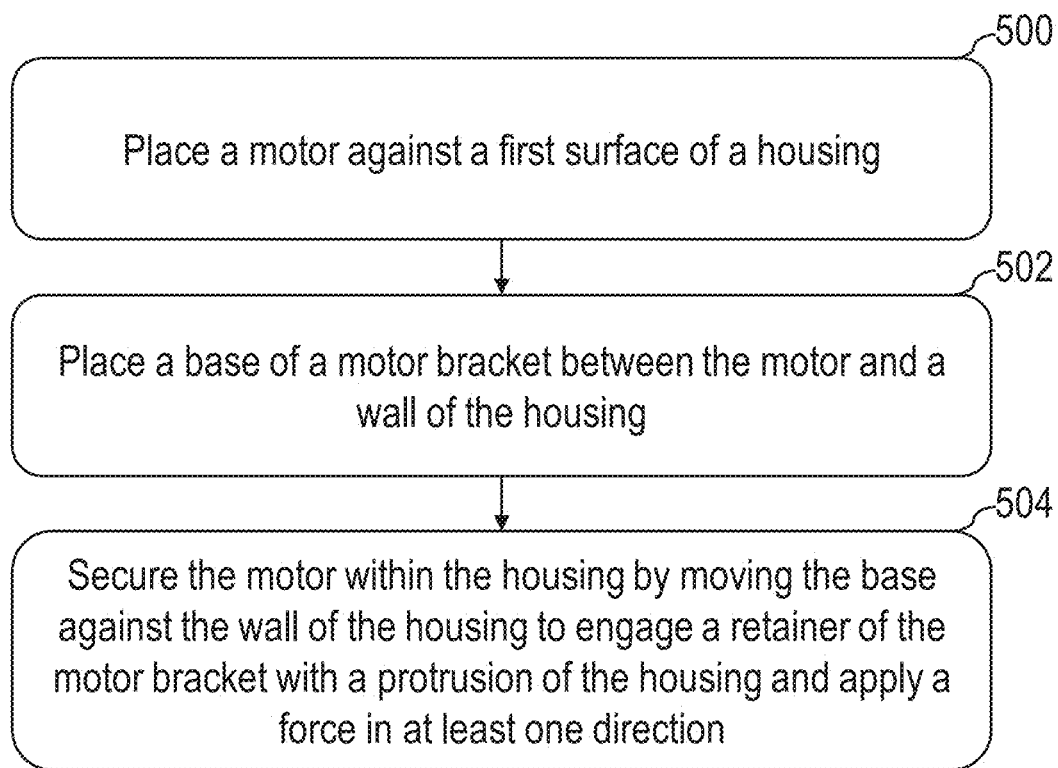 500
Place a motor against a first surface of a housing
502
Place a base of a motor bracket between the motor and a
wall of the housing
504
Secure the motor within the housing by moving the base
against the wall of the housing to engage a retainer of the
motor bracket with a protrusion of the housing and apply a
force in at least one direction